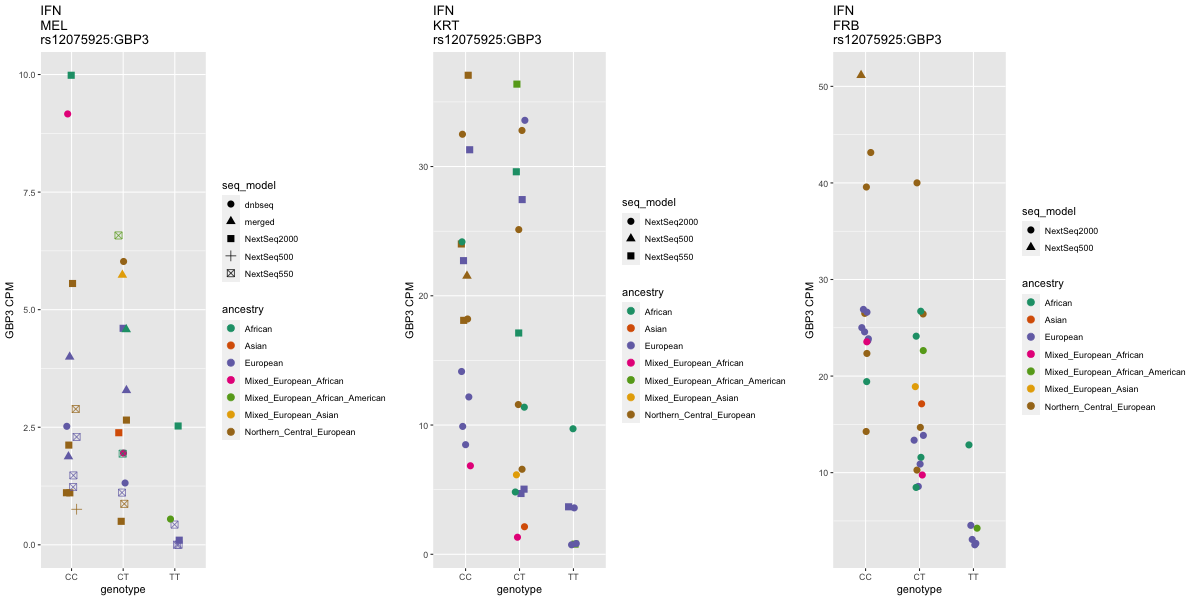 IFN
MEL
rs12075925:GBP3
10.0
7.5
5.0
2.5
0.0
GBP3 CPM
CC
CT
TT
genotype
seq_model
dnbseq
merged
NextSeq2000
NextSeq500
NextSeq550
ancestry
African
Asian
European
Mixed_European_African
Mixed_European_African_American
Mixed_European_Asian
Northern_Central_European
IFN
KRT
rs12075925:GBP3
30
20
10
0
GBP3 CPM
CC
CT
TT
genotype
seq_model
NextSeq2000
NextSeq500
NextSeq550
ancestry
African
Asian
European
Mixed_European_African
Mixed_European_African_American
Mixed_European_Asian
Northern_Central_European
IFN
FRB
rs12075925:GBP3
50
40
30
20
10
GBP3 CPM
CC
CT
TT
genotype
seq_model
NextSeq2000
NextSeq500
ancestry
African
Asian
European
Mixed_European_African
Mixed_European_African_American
Mixed_European_Asian
Northern_Central_European